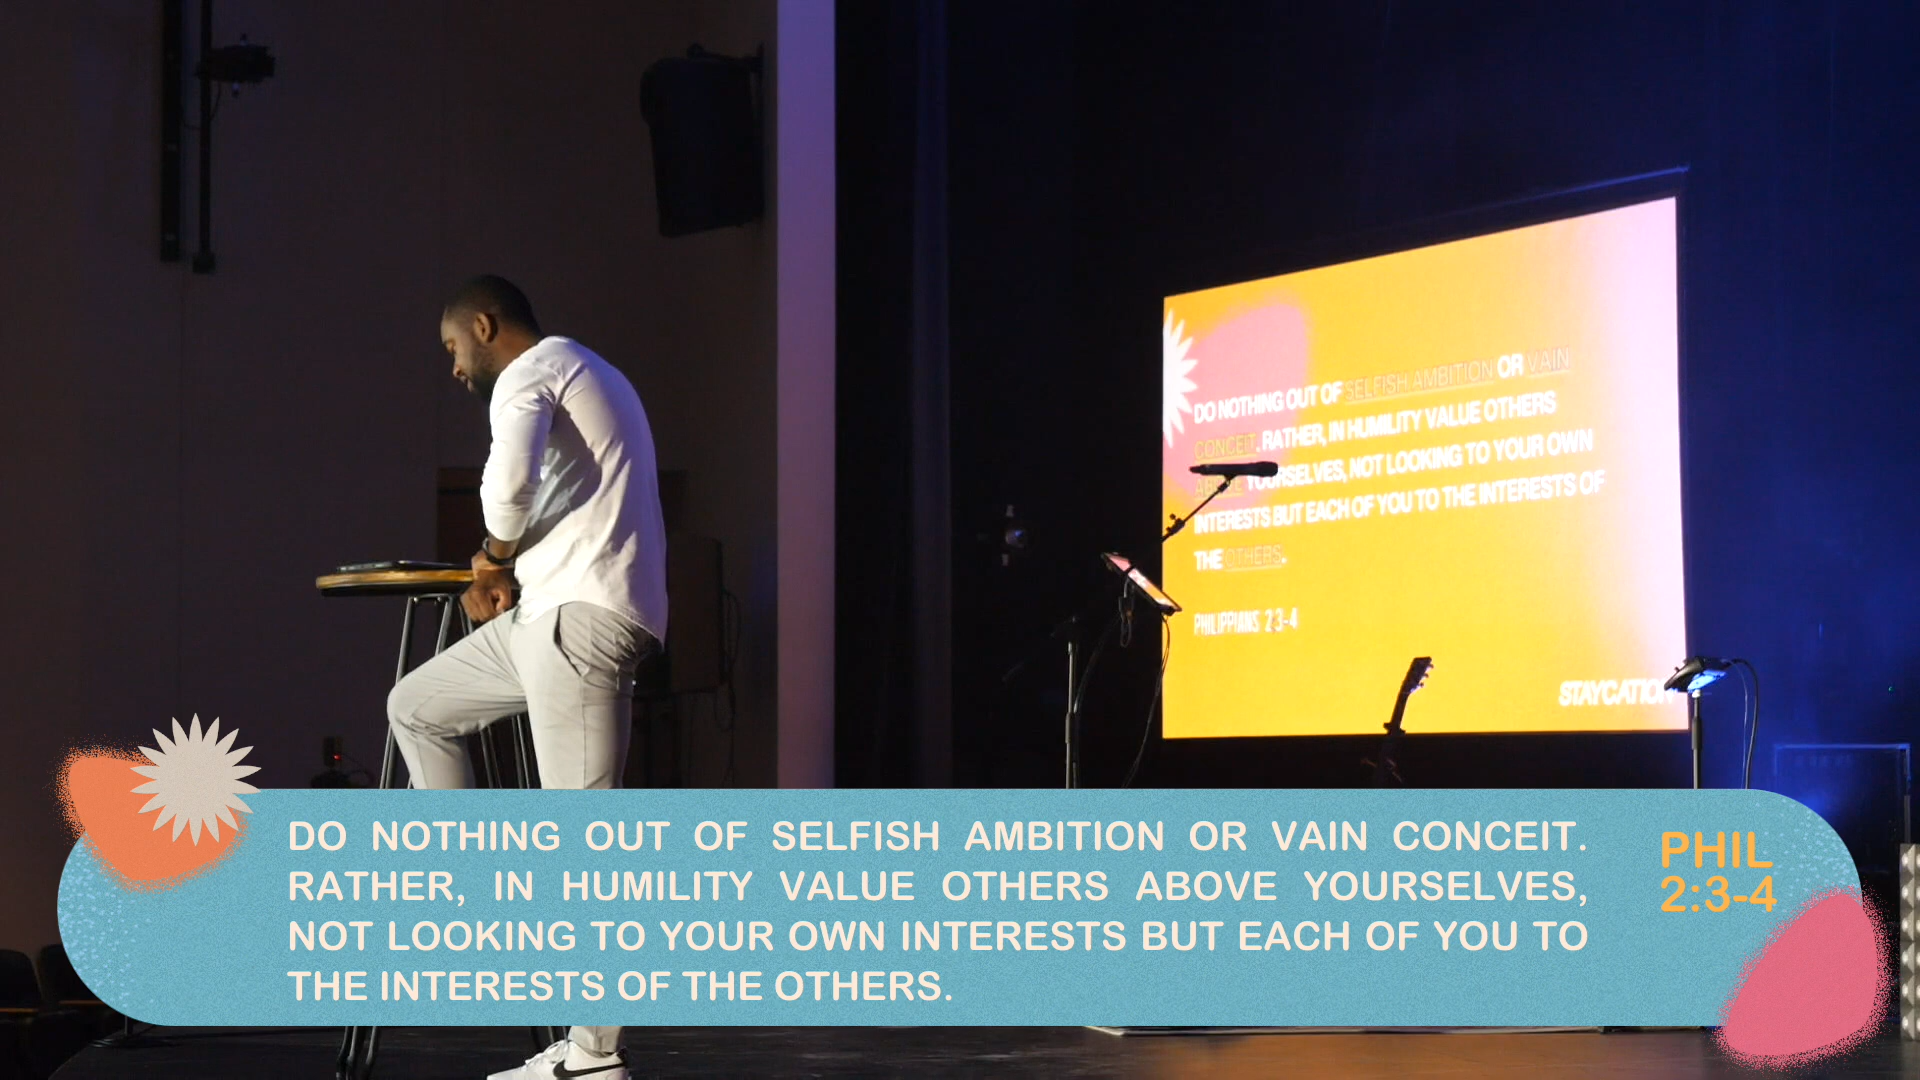 DO NOTHING OUT OF SELFISH AMBITION OR VAIN
CONCEIT. RATHER, IN HUMILITY VALUE OTHERS
ABOVE YOURSELVES, NOT LOOKING TO YOUR OWN
INTERESTS BUT EACH OF YOU TO THE INTERESTS OF
THE OTHERS.
PHILIPPIANS 2:3-4
STAYCATION
DO NOTHING OUT OF SELFISH AMBITION OR VAIN CONCEIT.
RATHER, IN HUMILITY VALUE OTHERS ABOVE YOURSELVES,
NOT LOOKING TO YOUR OWN INTERESTS BUT EACH OF YOU TO
THE INTERESTS OF THE OTHERS.
PHIL
2:3-4